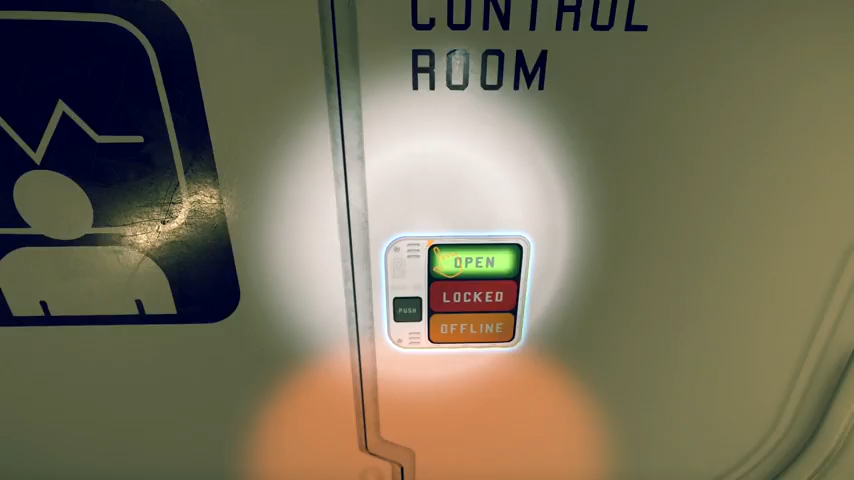 CONTROL
ROOM
OPEN
PUSH
LOCKED
OFFLINE